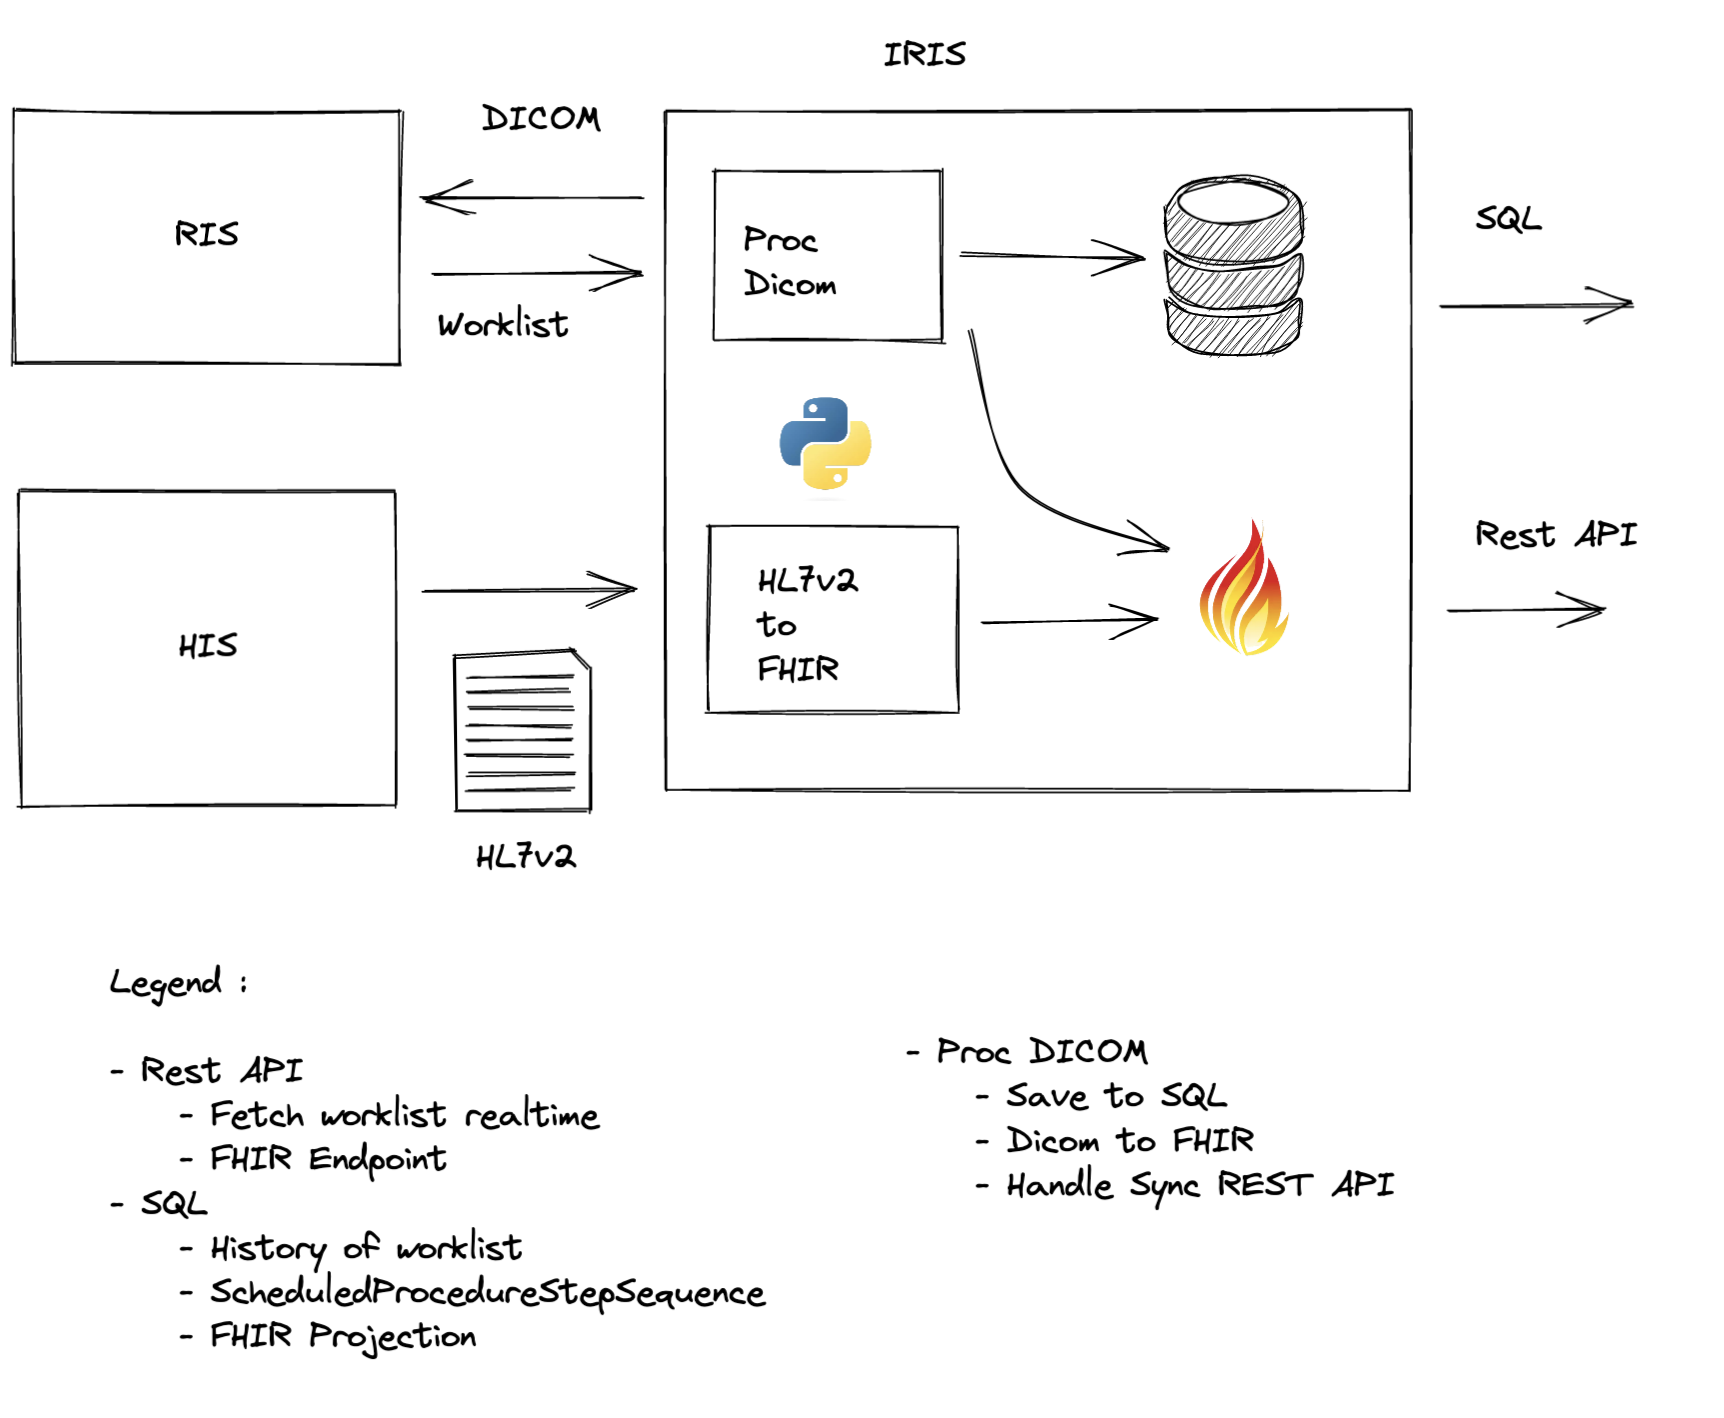 IRIS
DICOM
RIS
Worklist
Proc
Dicom
SQL
HIS
HL7v2
HL7v2
to
FHIR
Rest API
Legend :
- Rest API
- Fetch worklist realtime
- FHIR Endpoint
- SQL
- History of worklist
- ScheduledProcedureStepSequence
- FHIR Projection
- Proc DICOM
- Save to SQL
- Dicom to FHIR
- Handle Sync REST API